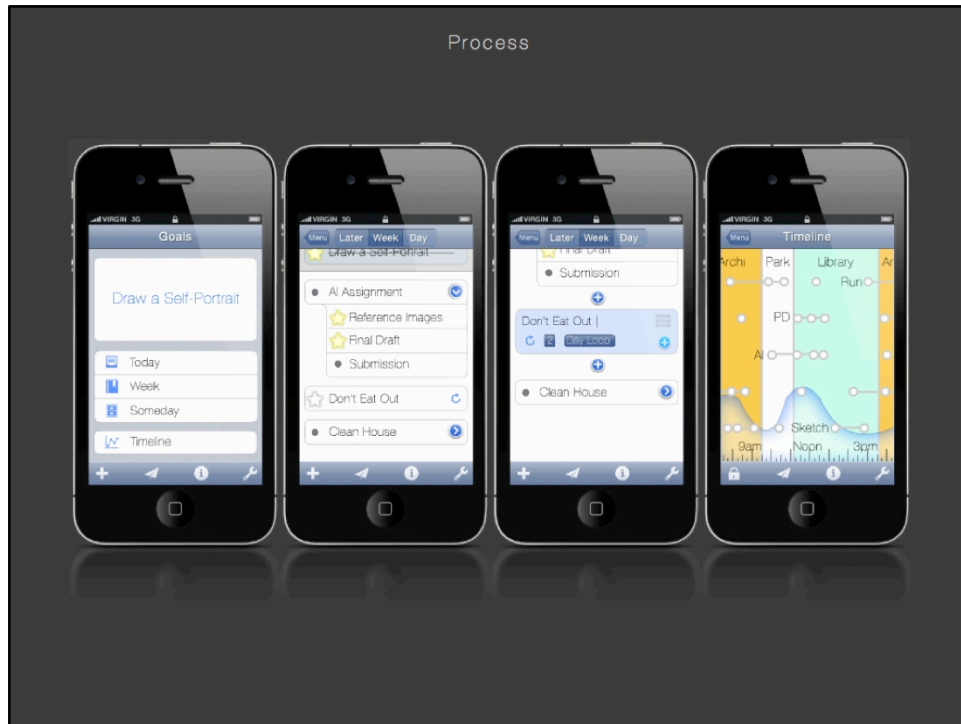 Process
VIRGIN 3G
Goals
Draw a Self-Portrait
Today
Week
Someday
Timeline
VIRGIN 3G
Menu Later Week Day
Draw a Self-Portrait
AI Assignment
Reference Images
Final Draft
Submission
Don't Eat Out
Clean House
VIRGIN 3G
Menu Later Week Day
Final Draft
Submission
Don't Eat Out
2 Day Loop
Clean House
VIRGIN 3G
Menu Timeline
Archi Park Library Ar
Run
PD
AI
Sketch
9am Noon 3pm